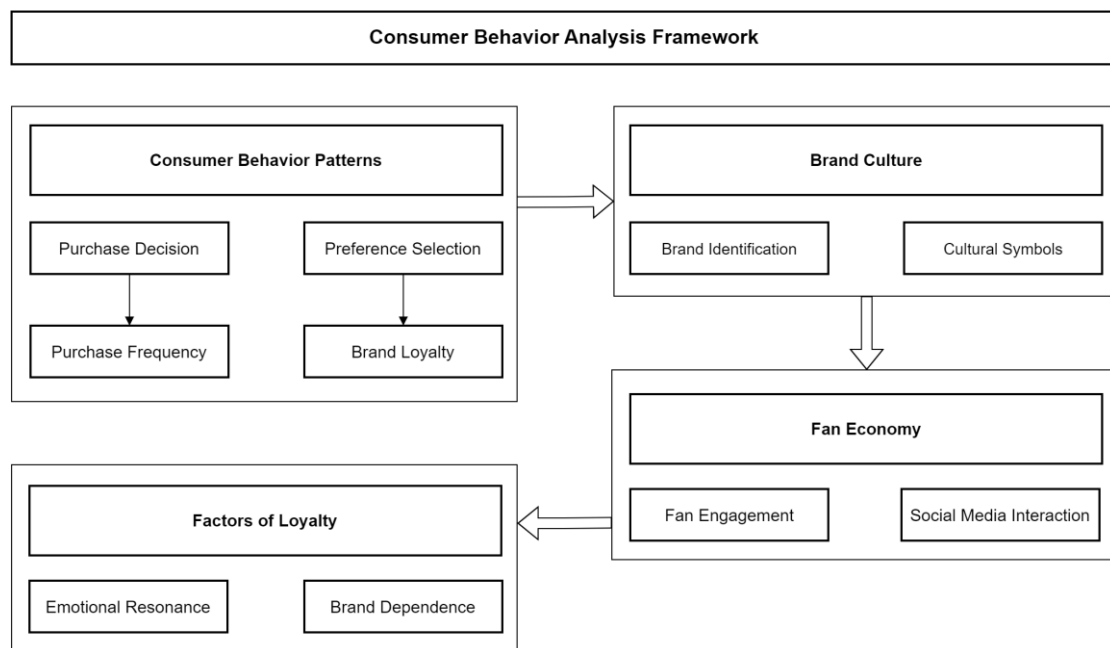 Consumer Behavior Analysis Framework
Consumer Behavior Patterns
Purchase Decision
Preference Selection
Purchase Frequency
Brand Loyalty
Brand Culture
Brand Identification
Cultural Symbols
Fan Economy
Fan Engagement
Social Media Interaction
Factors of Loyalty
Emotional Resonance
Brand Dependence